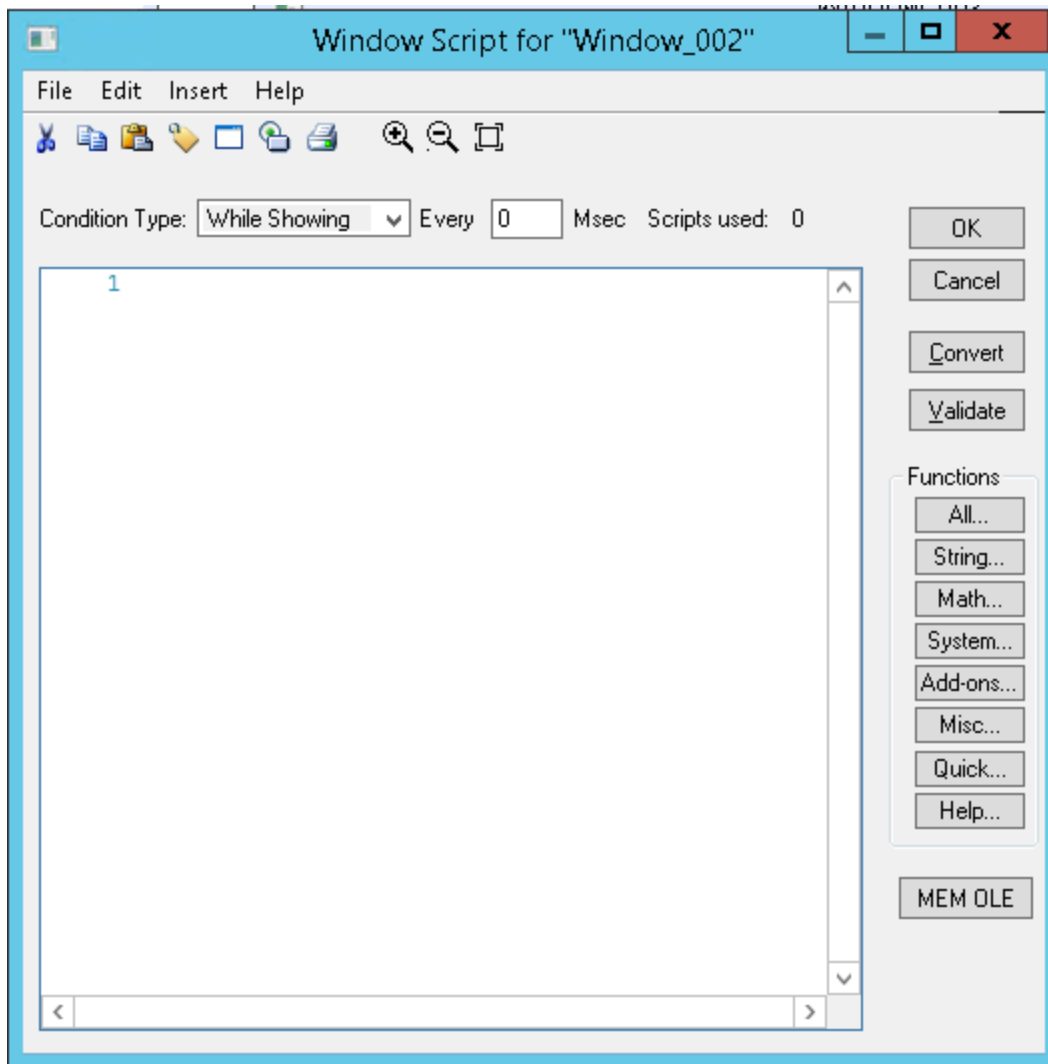 Window Script for "Window_002"
File Edit Insert Help
Condition Type: While Showing Every 0 Msec Scripts used: 0
OK
1
Cancel
Convert
Validate
Functions
All...
String...
Math...
System...
Add-ons...
Misc...
Quick...
Help...
MEM OLE